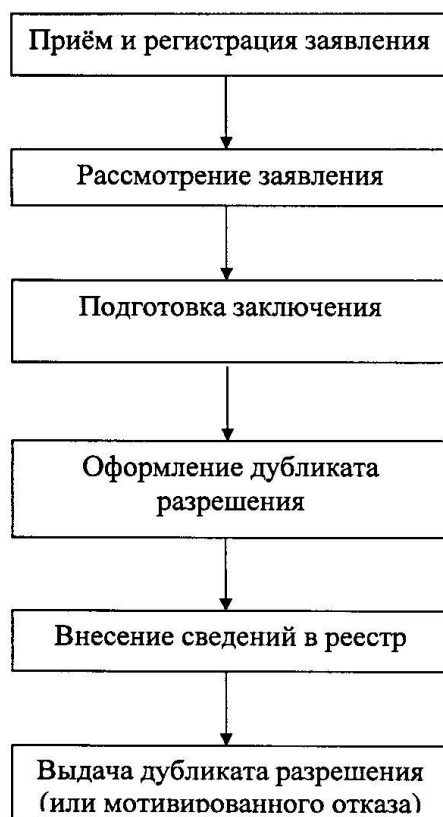 Приём и регистрация заявления
Рассмотрение заявления
Подготовка заключения
Оформление дубликата
разрешения
Внесение сведений в реестр
Выдача дубликата разрешения
(или мотивированного отказа)